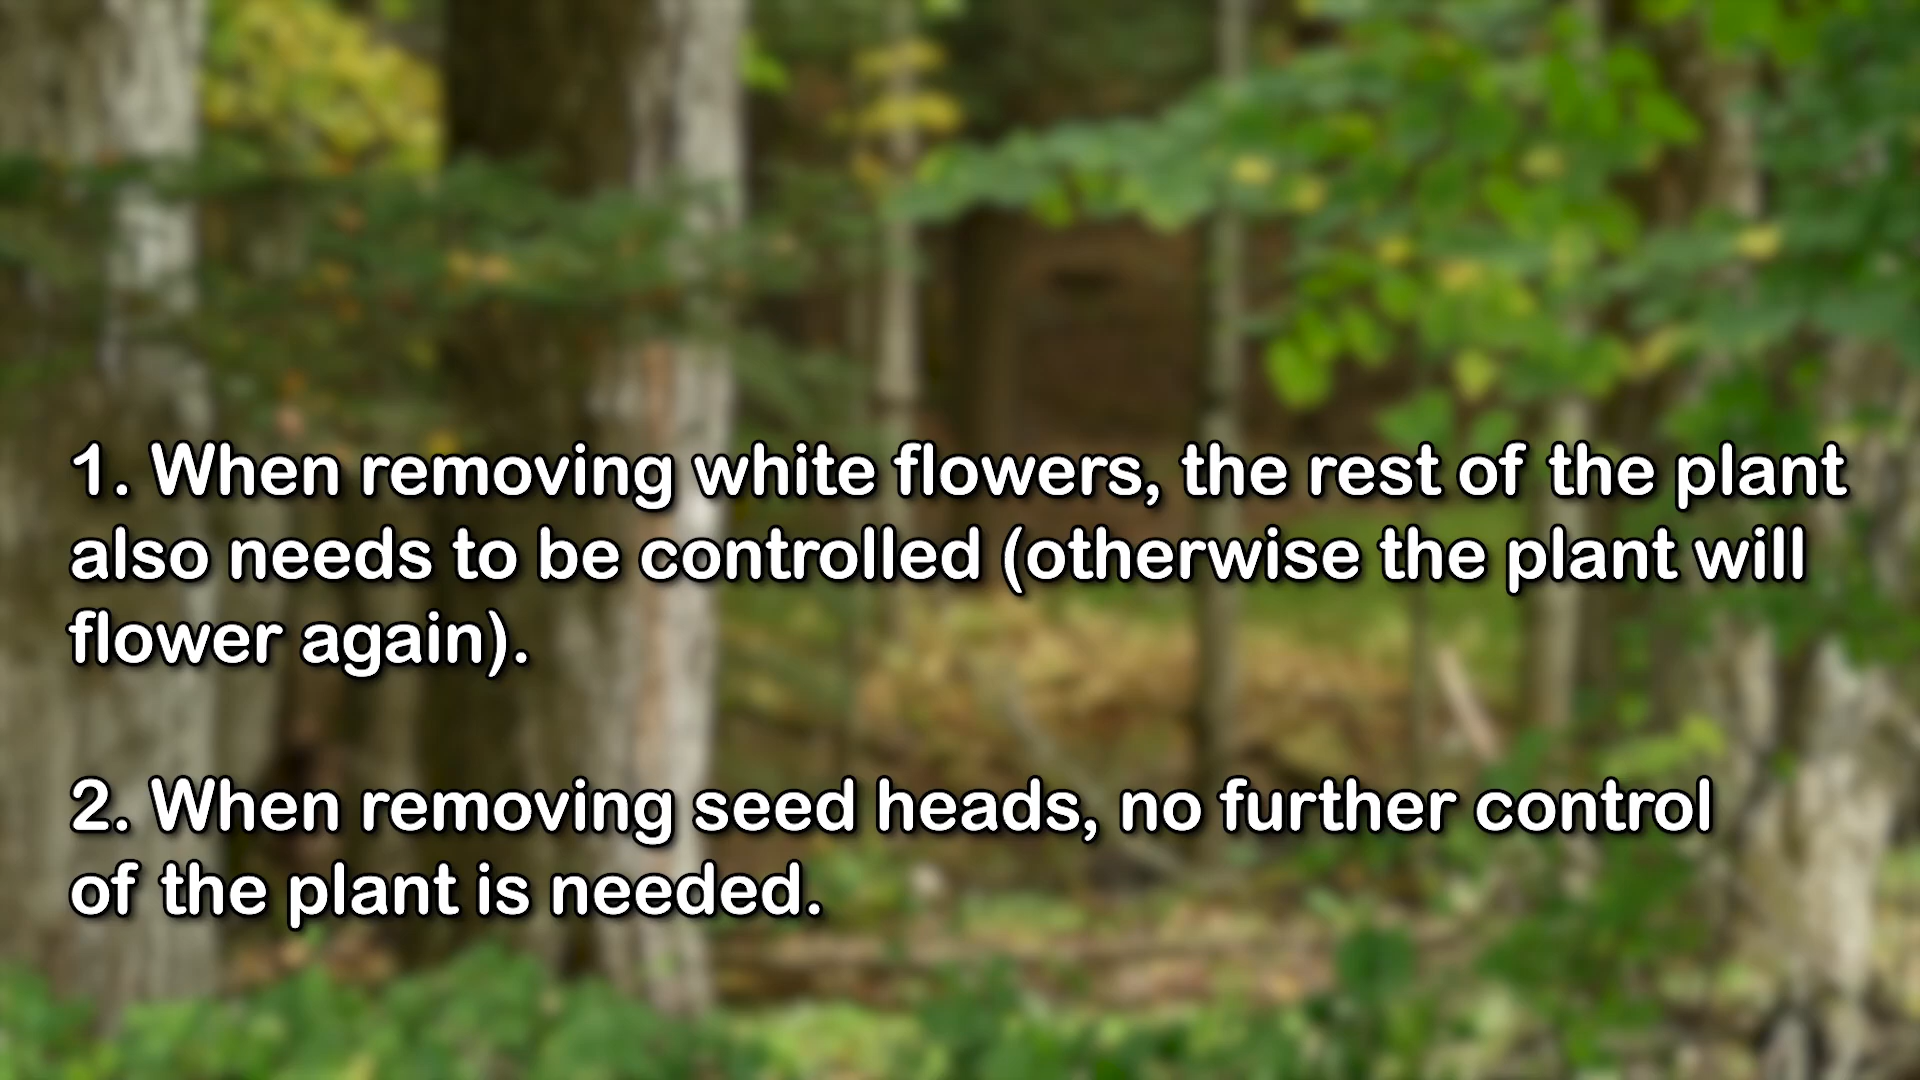 1. When removing white flowers, the rest of the plant
also needs to be controlled (otherwise the plant will
flower again).
2. When removing seed heads, no further control
of the plant is needed.